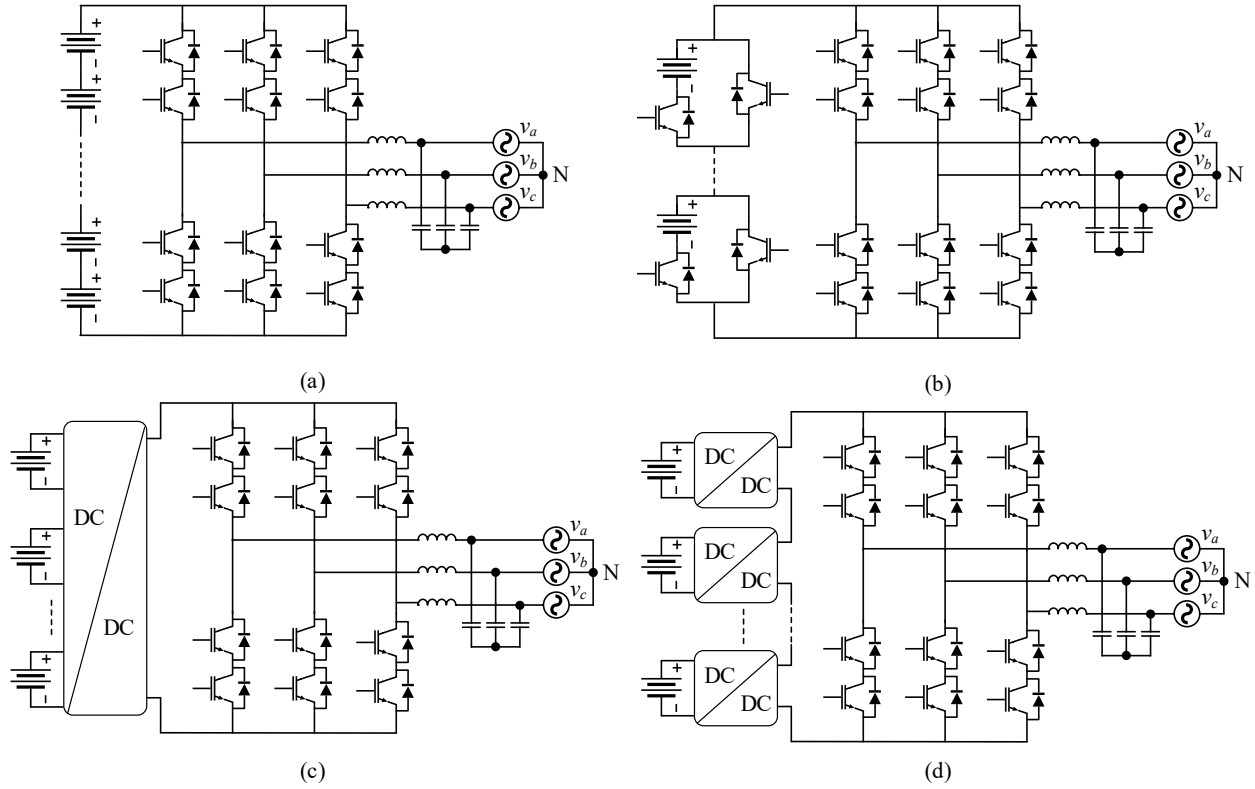 +
+
+
+
v_a
v_b
N
v_c
(a)
+
+
v_a
v_b
N
v_c
(b)
+
+
+
DC
DC
v_a
v_b
N
v_c
(c)
+
DC
DC
+
DC
DC
+
DC
DC
v_a
v_b
N
v_c
(d)